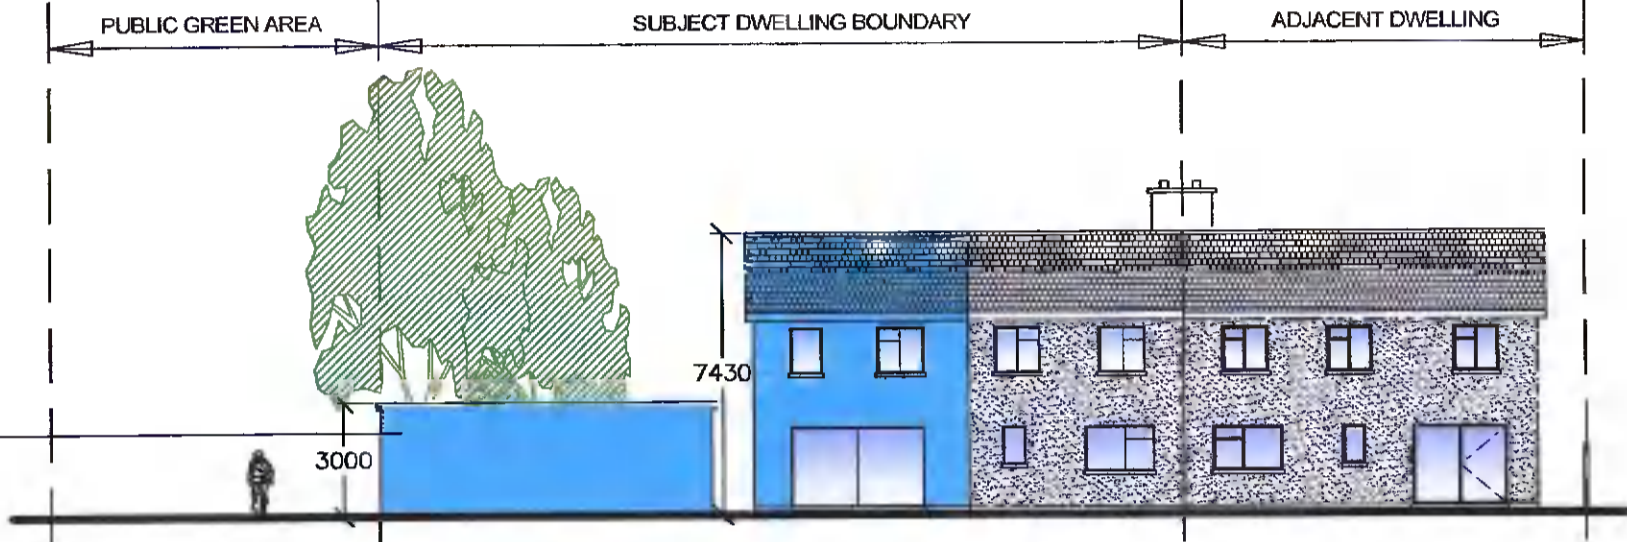 PUBLIC GREEN AREA
SUBJECT DWELLING BOUNDARY
ADJACENT DWELLING
7430
3000